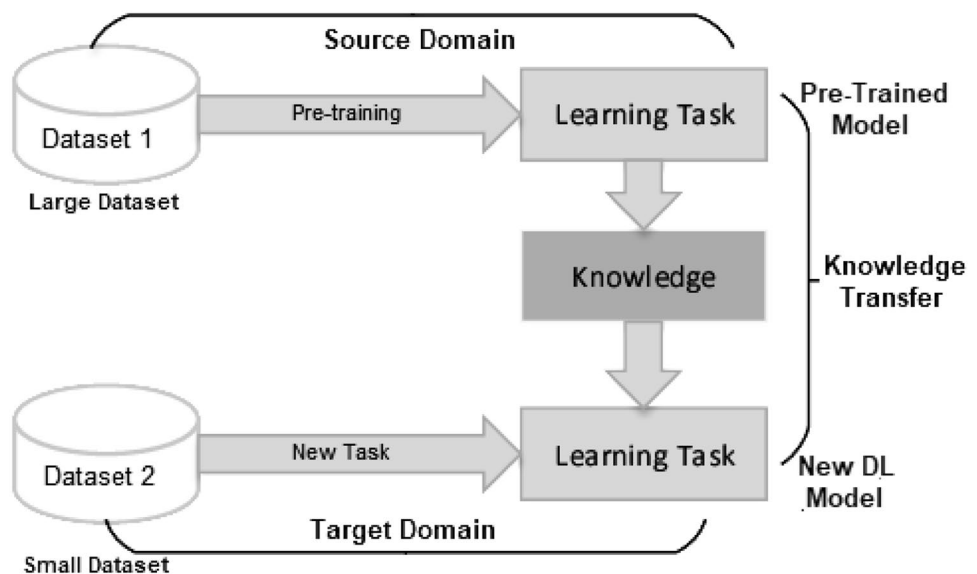 Source Domain
Dataset 1
Pre-training
Learning Task
Pre-Trained
Model
Large Dataset
Knowledge
Knowledge
Transfer
Dataset 2
New Task
Learning Task
New DL
Model
Target Domain
Small Dataset